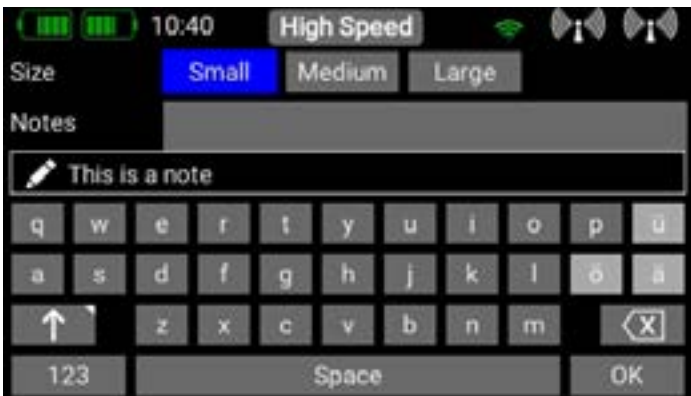 10:40 High Speed
Size Small Medium Large
Notes
This is a note
q w e r t y u i o p ü
a s d f g h j k l ö ä
z x c v b n m
123 Space OK